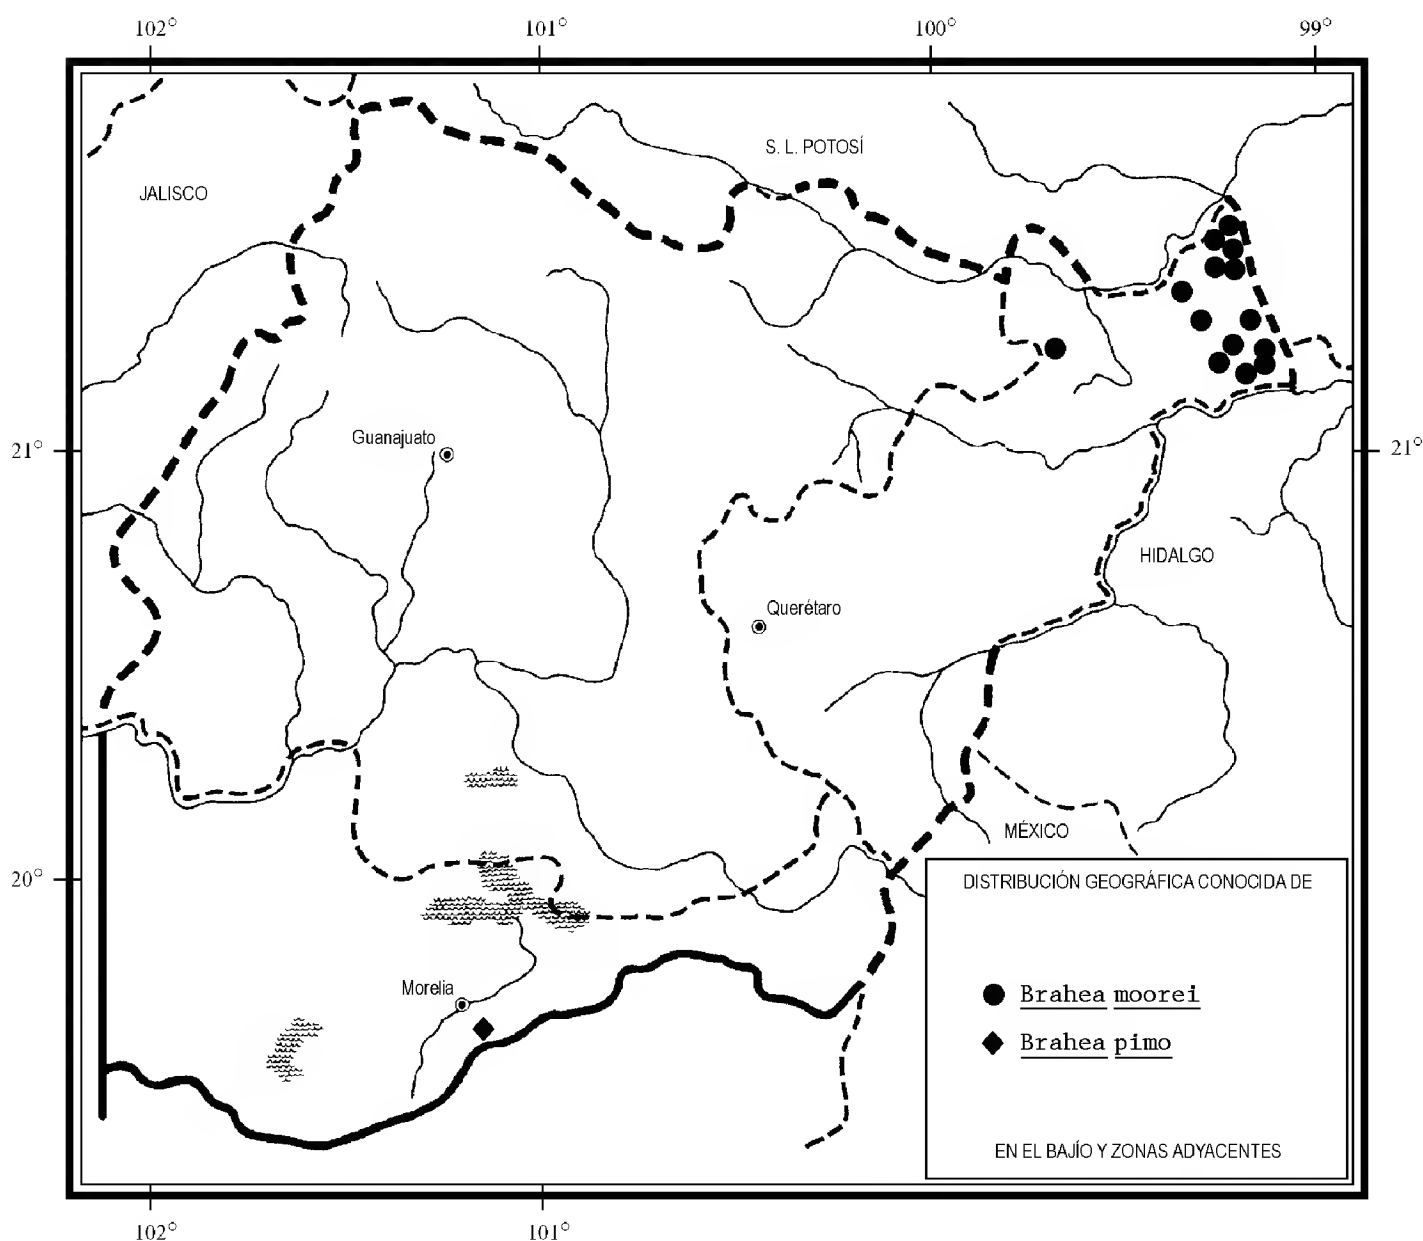 102° 101° 100° 99°
S. L. POTOSÍ
JALISCO
Guanajuato
21° 21°
HIDALGO
Querétaro
MÉXICO
20°
DISTRIBUCIÓN GEOGRÁFICA CONOCIDA DE
Morelia
Brahea moorei
Brahea pimo
EN EL BAJÍO Y ZONAS ADYACENTES
102° 101°